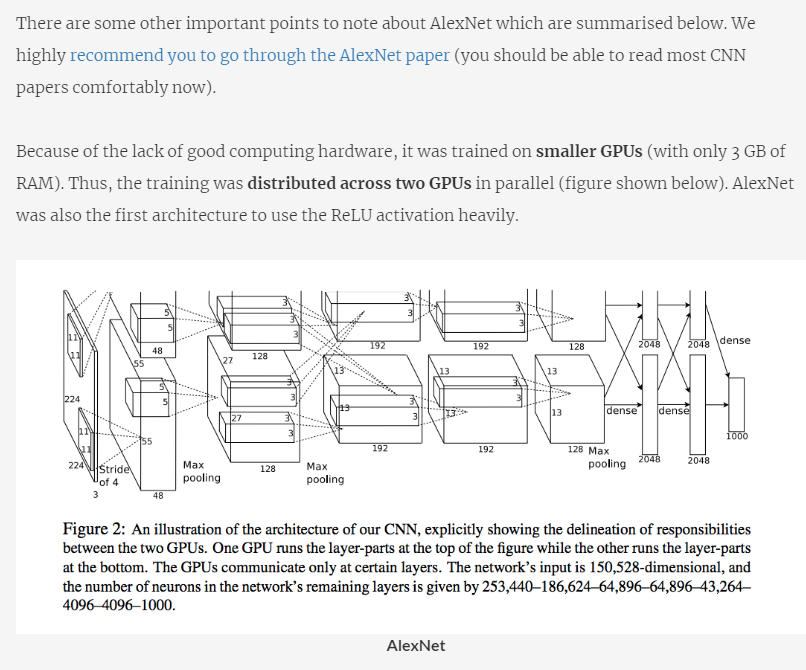 There are some other important points to note about AlexNet which are summarised below. We
highly recommend you to go through the AlexNet paper (you should be able to read most CNN
papers comfortably now).
Because of the lack of good computing hardware, it was trained on smaller GPUs (with only 3 GB of
RAM). Thus, the training was distributed across two GPUs in parallel (figure shown below). AlexNet
was also the first architecture to use the ReLU activation heavily.
5 3 3 3
11 5 3 3 3
11 48 3 192 192 128 2048 2048 dense
55 27 128
13 13 13
224 5 3 3 3
5 3 13 3 3
11 27 3 13 13 dense dense
11 55 3 1000
224 Stride
of 4
3 48
Max
pooling
128
Max
pooling
192 192 128
Max
pooling
2048 2048
Figure 2: An illustration of the architecture of our CNN, explicitly showing the delineation of responsibilities
between the two GPUs. One GPU runs the layer-parts at the top of the figure while the other runs the layer-parts
at the bottom. The GPUs communicate only at certain layers. The network's input is 150,528-dimensional, and
the number of neurons in the network's remaining layers is given by 253,440–186,624–64,896–64,896–43,264–
4096–4096–1000.
AlexNet